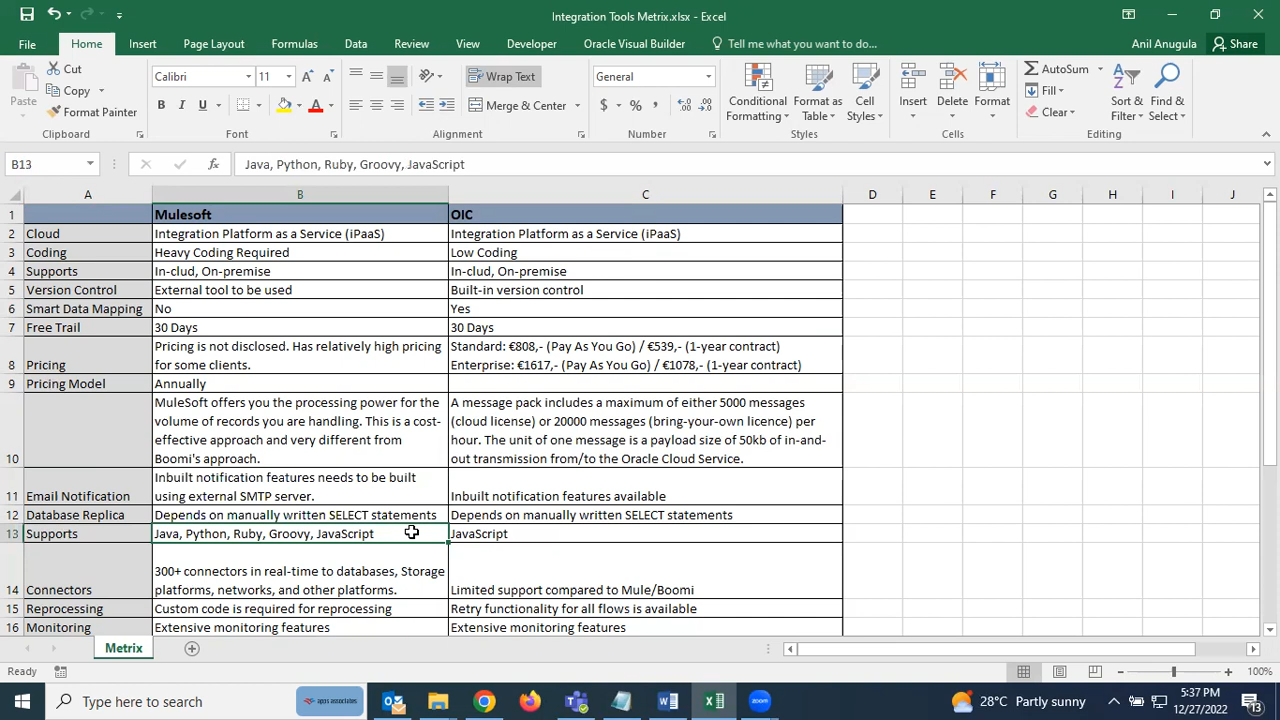 Integration Tools Metrix.xlsx - Excel
File Home Insert Page Layout Formulas Data Review View Developer Oracle Visual Builder Tell me what you want to do... Anil Anugula Share
Paste
Cut
Copy
Format Painter
Clipboard
Calibri 11
B I U
Font
Wrap Text
Merge & Center
Alignment
General
$ % ,
Number
Conditional Formatting
Format as Table
Cell Styles
Styles
Insert Delete Format
Cells
AutoSum
Fill
Clear
Sort & Filter
Find & Select
Editing
B13 fx Java, Python, Ruby, Groovy, JavaScript
A B C D E F G H I J
1 Mulesoft OIC
2 Cloud Integration Platform as a Service (iPaaS) Integration Platform as a Service (iPaaS)
3 Coding Heavy Coding Required Low Coding
4 Supports In-clud, On-premise In-clud, On-premise
5 Version Control External tool to be used Built-in version control
6 Smart Data Mapping No Yes
7 Free Trail 30 Days 30 Days
Pricing is not disclosed. Has relatively high pricing Standard: €808,- (Pay As You Go) / €539,- (1-year contract)
8 Pricing for some clients. Enterprise: €1617,- (Pay As You Go) / €1078,- (1-year contract)
9 Pricing Model Annually
MuleSoft offers you the processing power for the A message pack includes a maximum of either 5000 messages
volume of records you are handling. This is a cost- (cloud license) or 20000 messages (bring-your-own licence) per
effective approach and very different from hour. The unit of one message is a payload size of 50kb of in-and-
10 Boomi's approach. out transmission from/to the Oracle Cloud Service.
Inbuilt notification features needs to be built
11 Email Notification using external SMTP server. Inbuilt notification features available
12 Database Replica Depends on manually written SELECT statements Depends on manually written SELECT statements
13 Supports Java, Python, Ruby, Groovy, JavaScript JavaScript
300+ connectors in real-time to databases, Storage
14 Connectors platforms, networks, and other platforms. Limited support compared to Mule/Boomi
15 Reprocessing Custom code is required for reprocessing Retry functionality for all flows is available
16 Monitoring Extensive monitoring features Extensive monitoring features
Metrix
Ready 100%
Type here to search apps associates 28°C Partly sunny 5:37 PM
12/27/2022 13